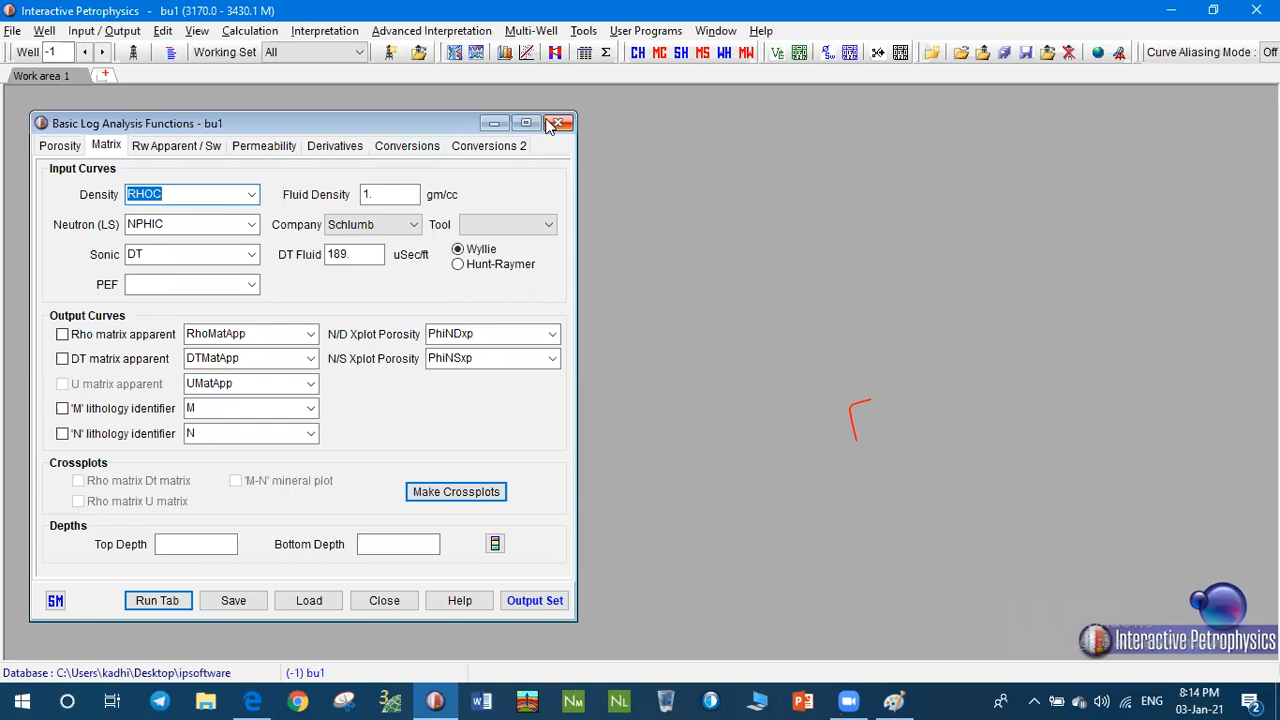 Interactive Petrophysics - bu1 (3170.0 - 3430.1 M)
File Well Input / Output Edit View Calculation Interpretation Advanced Interpretation Multi-Well Tools User Programs Window Help
Well -1 Working Set All CH MC SH MS WH MW Curve Aliasing Mode : Off
Work area 1
Basic Log Analysis Functions - bu1
Porosity Matrix Rw Apparent / Sw Permeability Derivatives Conversions Conversions 2
Input Curves
Density RHOC Fluid Density 1. gm/cc
Neutron (LS) NPHIC Company Schlumb Tool
Wyllie
Sonic DT DT Fluid 189. uSec/ft
Hunt-Raymer
PEF
Output Curves
Rho matrix apparent RhoMatApp N/D Xplot Porosity PhiNDxp
DT matrix apparent DTMatApp N/S Xplot Porosity PhiNSxp
U matrix apparent UMatApp
'M' lithology identifier M
'N' lithology identifier N
Crossplots
Rho matrix Dt matrix 'M-N' mineral plot
Make Crossplots
Rho matrix U matrix
Depths
Top Depth Bottom Depth
SM Run Tab Save Load Close Help Output Set
Interactive Petrophysics
Database : C:\Users\kadhi\Desktop\ipsoftware (-1) bu1
ENG 8:14 PM
03-Jan-21 2